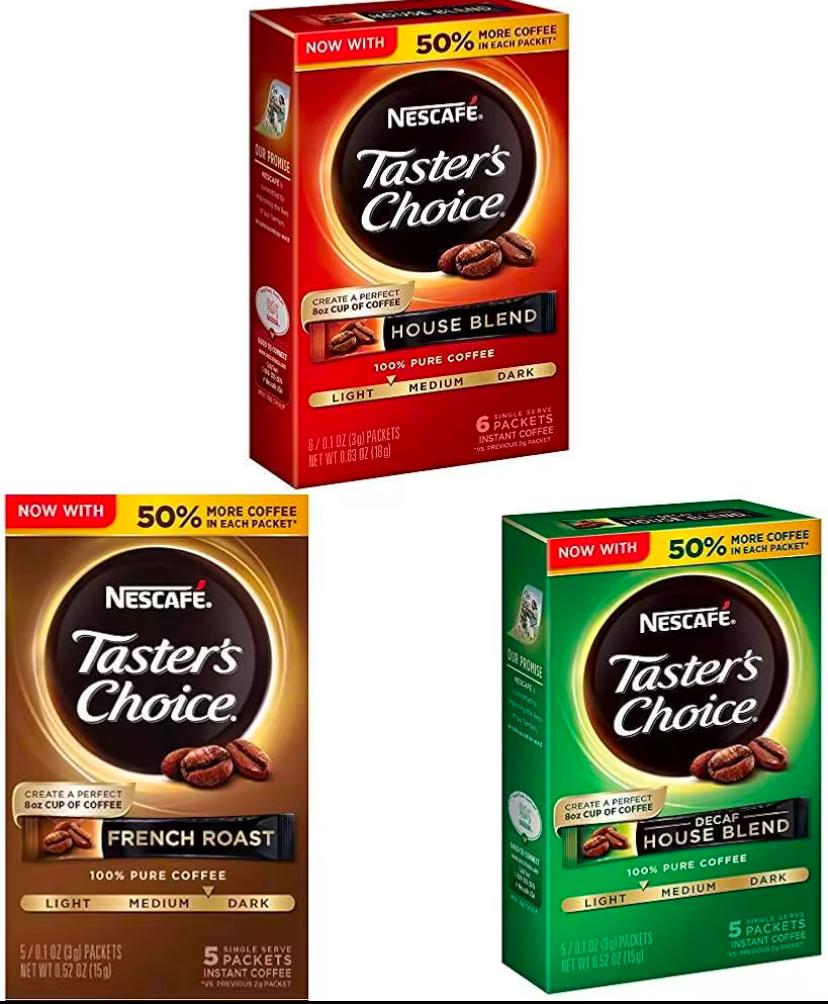 HOUSE BLEND
NOW WITH
50% MORE COFFEE
IN EACH PACKET*
NESCAFÉ®
Taster's
Choice®
OUR PROMISE
NESCAFÉ
CREATE A PERFECT
8oz CUP OF COFFEE
HOUSE BLEND
100% PURE COFFEE
LIGHT MEDIUM DARK
6 / 0.1 OZ (3g) PACKETS
NET WT 0.63 OZ (18g)
6 SINGLE SERVE
PACKETS
INSTANT COFFEE
*VS. PREVIOUS 2g PACKET
NOW WITH
50% MORE COFFEE
IN EACH PACKET*
NESCAFÉ®
Taster's
Choice®
CREATE A PERFECT
8oz CUP OF COFFEE
FRENCH ROAST
100% PURE COFFEE
LIGHT MEDIUM DARK
5 / 0.1 OZ (3g) PACKETS
NET WT 0.52 OZ (15g)
5 SINGLE SERVE
PACKETS
INSTANT COFFEE
*VS. PREVIOUS 2g PACKET
HOUSE BLEND
NOW WITH
50% MORE COFFEE
IN EACH PACKET*
NESCAFÉ®
Taster's
Choice®
OUR PROMISE
NESCAFÉ
CREATE A PERFECT
8oz CUP OF COFFEE
DECAF
HOUSE BLEND
100% PURE COFFEE
LIGHT MEDIUM DARK
5 / 0.1 OZ (3g) PACKETS
NET WT 0.52 OZ (15g)
5 SINGLE SERVE
PACKETS
INSTANT COFFEE
*VS. PREVIOUS 2g PACKET